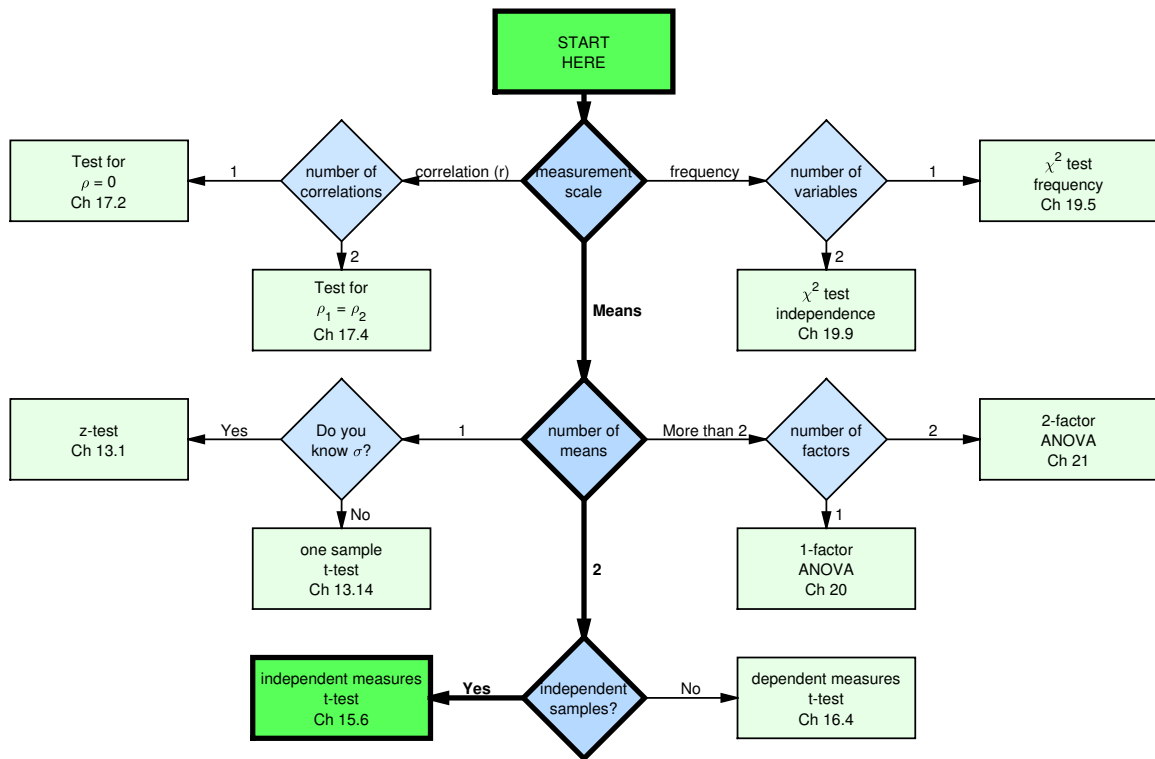 START
HERE
Test for
ρ = 0
Ch 17.2
1
number of
correlations
correlation (r)
measurement
scale
frequency
number of
variables
1
χ² test
frequency
Ch 19.5
2
Test for
ρ₁ = ρ₂
Ch 17.4
Means
2
χ² test
independence
Ch 19.9
z-test
Ch 13.1
Yes
Do you
know σ?
1
number of
means
More than 2
number of
factors
2
2-factor
ANOVA
Ch 21
No
one sample
t-test
Ch 13.14
2
1
1-factor
ANOVA
Ch 20
independent measures
t-test
Ch 15.6
Yes
independent
samples?
No
dependent measures
t-test
Ch 16.4